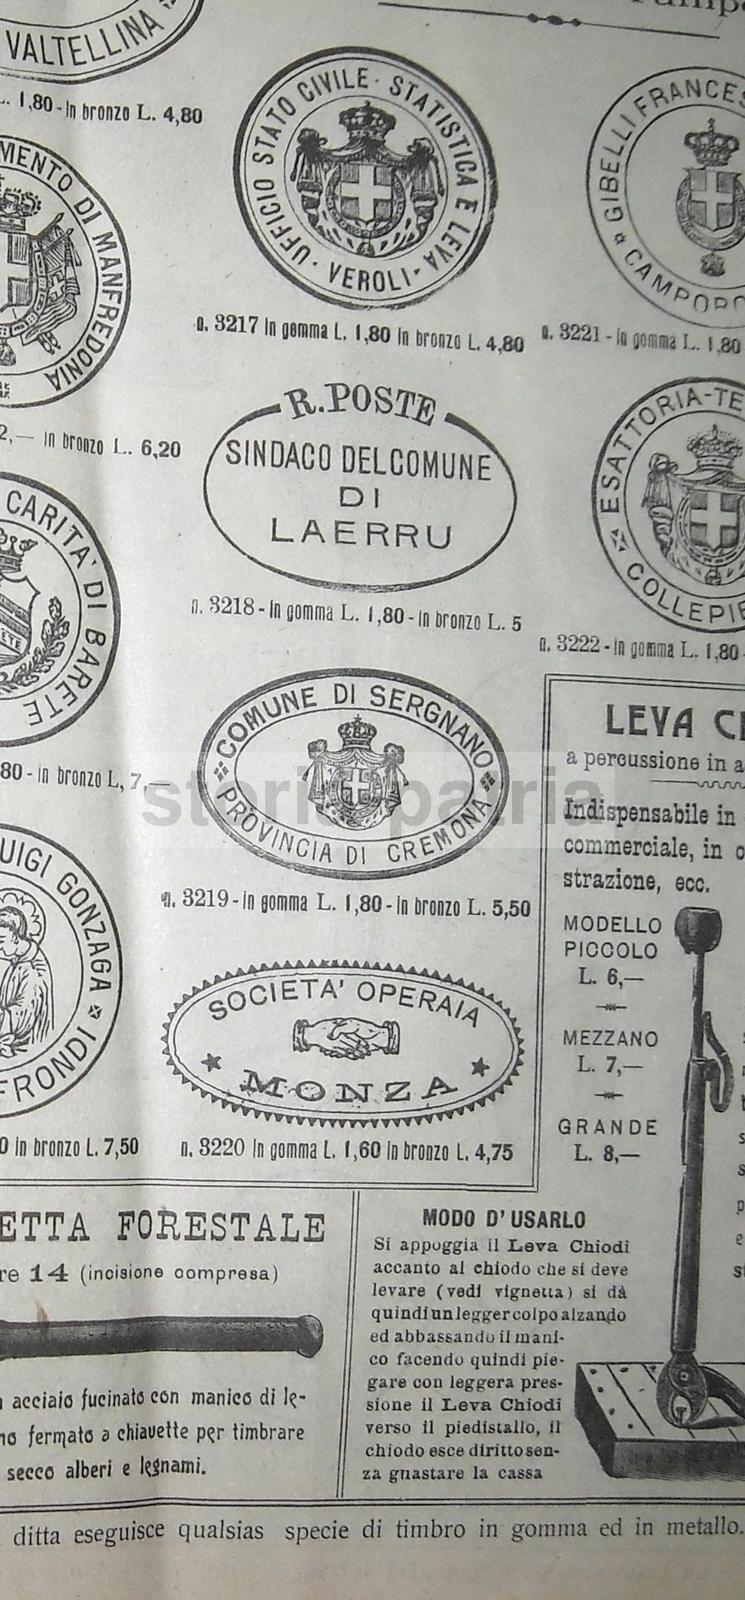 VALTELLINA
1,80 - In bronzo L. 4,80
MENTO DI MANFREDONIA
2,— in bronzo L. 6,20
CARITA' DI BARETE
80 - in bronzo L, 7,—
UIGI GONZAGA
FRONDI
0 in bronzo L. 7,50
UFFICIO STATO CIVILE · STATISTICA E LEVA
· VEROLI ·
n. 3217 in gomma L. 1,80 in bronzo L. 4,80
R. POSTE
SINDACO DEL COMUNE
DI
LAERRU
n. 3218 - in gomma L. 1,80 - in bronzo L. 5
COMUNE DI SERGNANO
PROVINCIA DI CREMONA
n. 3219 - in gomma L. 1,80 - in bronzo L. 5,50
SOCIETA' OPERAIA
MONZA
n. 3220 in gomma L. 1,60 in bronzo L. 4,75
GIBELLI FRANCES
CAMPORO
n. 3221 - in gomma L. 1,80
ESATTORIA-TE
COLLEPIE
n. 3222 - in gomma L. 1,80 -
LEVA C
a percussione in a
Indispensabile in
commerciale, in
strazione, ecc.
MODELLO
PICCOLO
L. 6,—
MEZZANO
L. 7,—
GRANDE
L. 8,—
ETTA FORESTALE
re 14 (incisione compresa)
acciaio fucinato con manico di le-
no fermato a chiavette per timbrare
secco alberi e legnami.
MODO D' USARLO
Si appoggia il Leva Chiodi
accanto al chiodo che si deve
levare (vedi vignetta) si dà
quindi un legger colpo alzando
ed abbassando il mani-
co facendo quindi pie-
gare con leggera pres-
sione il Leva Chiodi
verso il piedistallo, il
chiodo esce diritto sen-
za guastare la cassa
ditta eseguisce qualsias specie di timbro in gomma ed in metallo.
storia patria